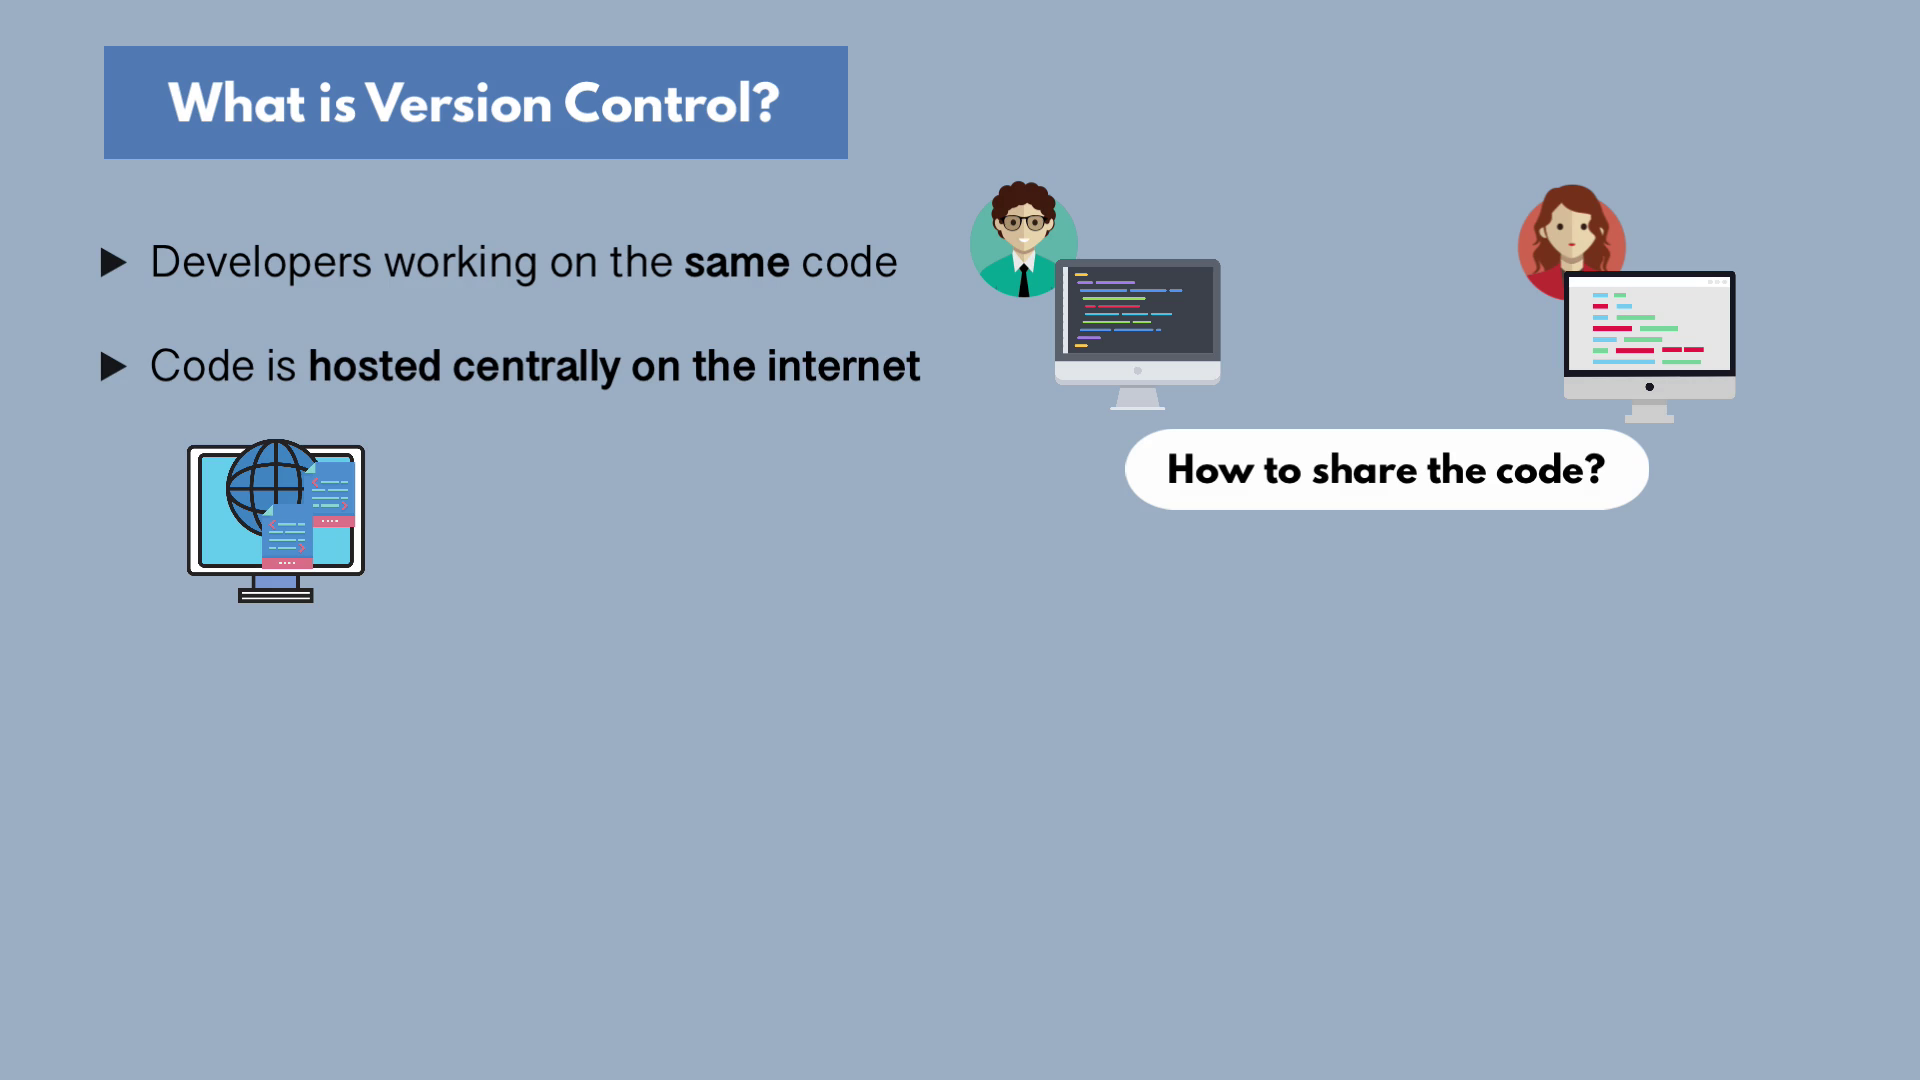 What is Version Control?
Developers working on the same code
Code is hosted centrally on the internet
How to share the code?